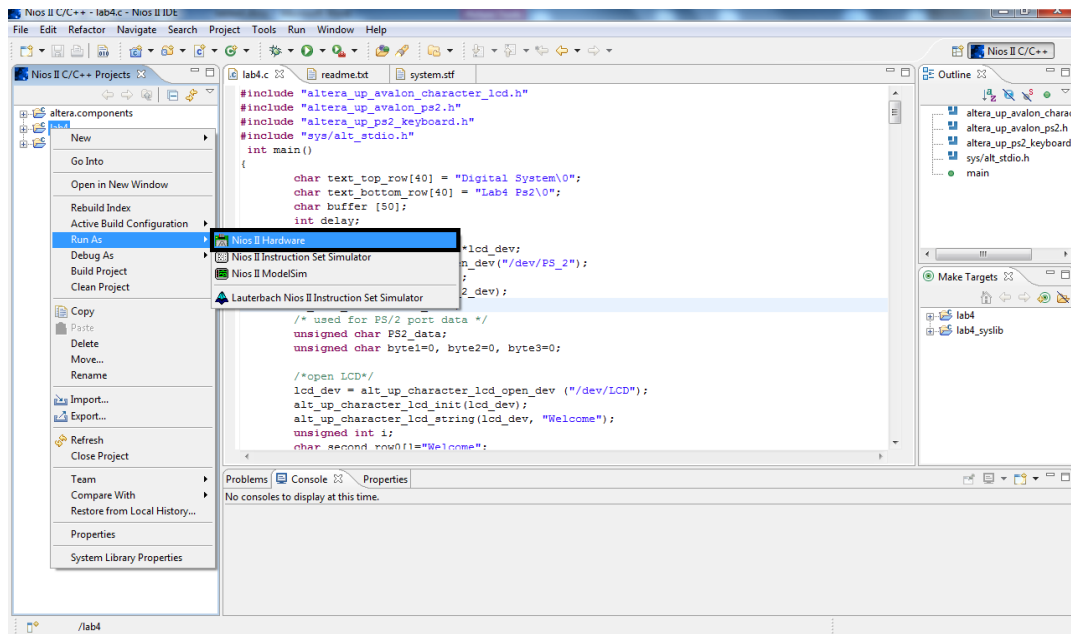 Nios II C/C++ - lab4.c - Nios II IDE
File Edit Refactor Navigate Search Project Tools Run Window Help
Nios II C/C++
Nios II C/C++ Projects
altera.components
lab4
New
Go Into
Open in New Window
Rebuild Index
Active Build Configuration
Run As
Debug As
Build Project
Clean Project
Copy
Paste
Delete
Move...
Rename
Import...
Export...
Refresh
Close Project
Team
Compare With
Restore from Local History...
Properties
System Library Properties
Nios II Hardware
Nios II Instruction Set Simulator
Nios II ModelSim
Lauterbach Nios II Instruction Set Simulator
lab4.c readme.txt system.stf
#include "altera_up_avalon_character_lcd.h"
#include "altera_up_avalon_ps2.h"
#include "altera_up_ps2_keyboard.h"
#include "sys/alt_stdio.h"
int main()
{
char text_top_row[40] = "Digital System\0";
char text_bottom_row[40] = "Lab4 Ps2\0";
char buffer [50];
int delay;
*lcd_dev;
n_dev("/dev/PS_2");
;
2_dev);
/* used for PS/2 port data */
unsigned char PS2_data;
unsigned char byte1=0, byte2=0, byte3=0;
/*open LCD*/
lcd_dev = alt_up_character_lcd_open_dev ("/dev/LCD");
alt_up_character_lcd_init(lcd_dev);
alt_up_character_lcd_string(lcd_dev, "Welcome");
unsigned int i;
char second_row0[]="Welcome";
Outline
altera_up_avalon_charac
altera_up_avalon_ps2.h
altera_up_ps2_keyboard
sys/alt_stdio.h
main
Make Targets
lab4
lab4_syslib
Problems Console Properties
No consoles to display at this time.
/lab4